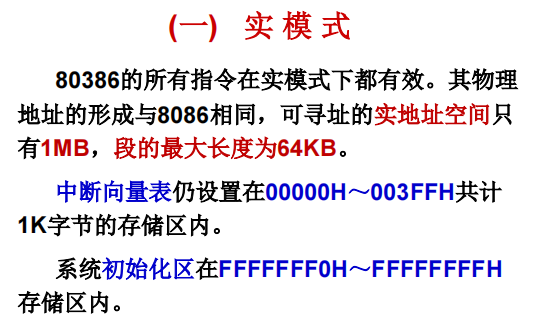 (一) 实模式
80386的所有指令在实模式下都有效。其物理
地址的形成与8086相同，可寻址的实地址空间只
有1MB，段的最大长度为64KB。
中断向量表仍设置在00000H～003FFH共计
1K字节的存储区内。
系统初始化区在FFFFFFF0H～FFFFFFFFH
存储区内。